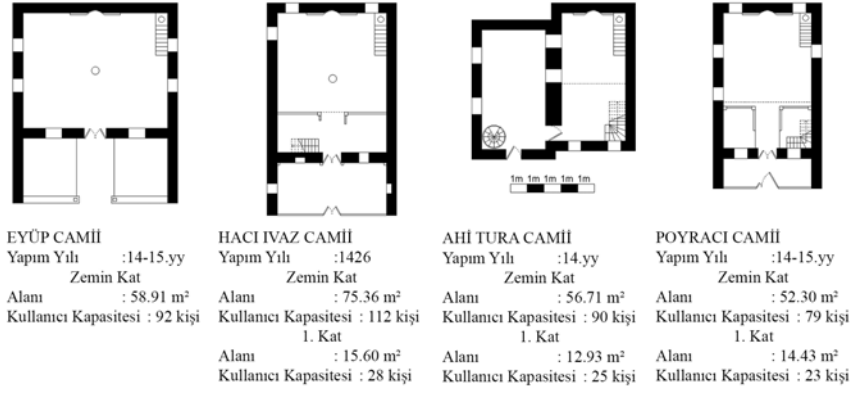 1m 1m 1m 1m 1m
EYÜP CAMİİ
Yapım Yılı :14-15.yy
Zemin Kat
Alanı : 58.91 m²
Kullanıcı Kapasitesi : 92 kişi
HACI IVAZ CAMİİ
Yapım Yılı :1426
Zemin Kat
Alanı : 75.36 m²
Kullanıcı Kapasitesi : 112 kişi
1. Kat
Alanı : 15.60 m²
Kullanıcı Kapasitesi : 28 kişi
AHİ TURA CAMİİ
Yapım Yılı :14.yy
Zemin Kat
Alanı : 56.71 m²
Kullanıcı Kapasitesi : 90 kişi
1. Kat
Alanı : 12.93 m²
Kullanıcı Kapasitesi : 25 kişi
POYRACI CAMİİ
Yapım Yılı :14-15.yy
Zemin Kat
Alanı : 52.30 m²
Kullanıcı Kapasitesi : 79 kişi
1. Kat
Alanı : 14.43 m²
Kullanıcı Kapasitesi : 23 kişi